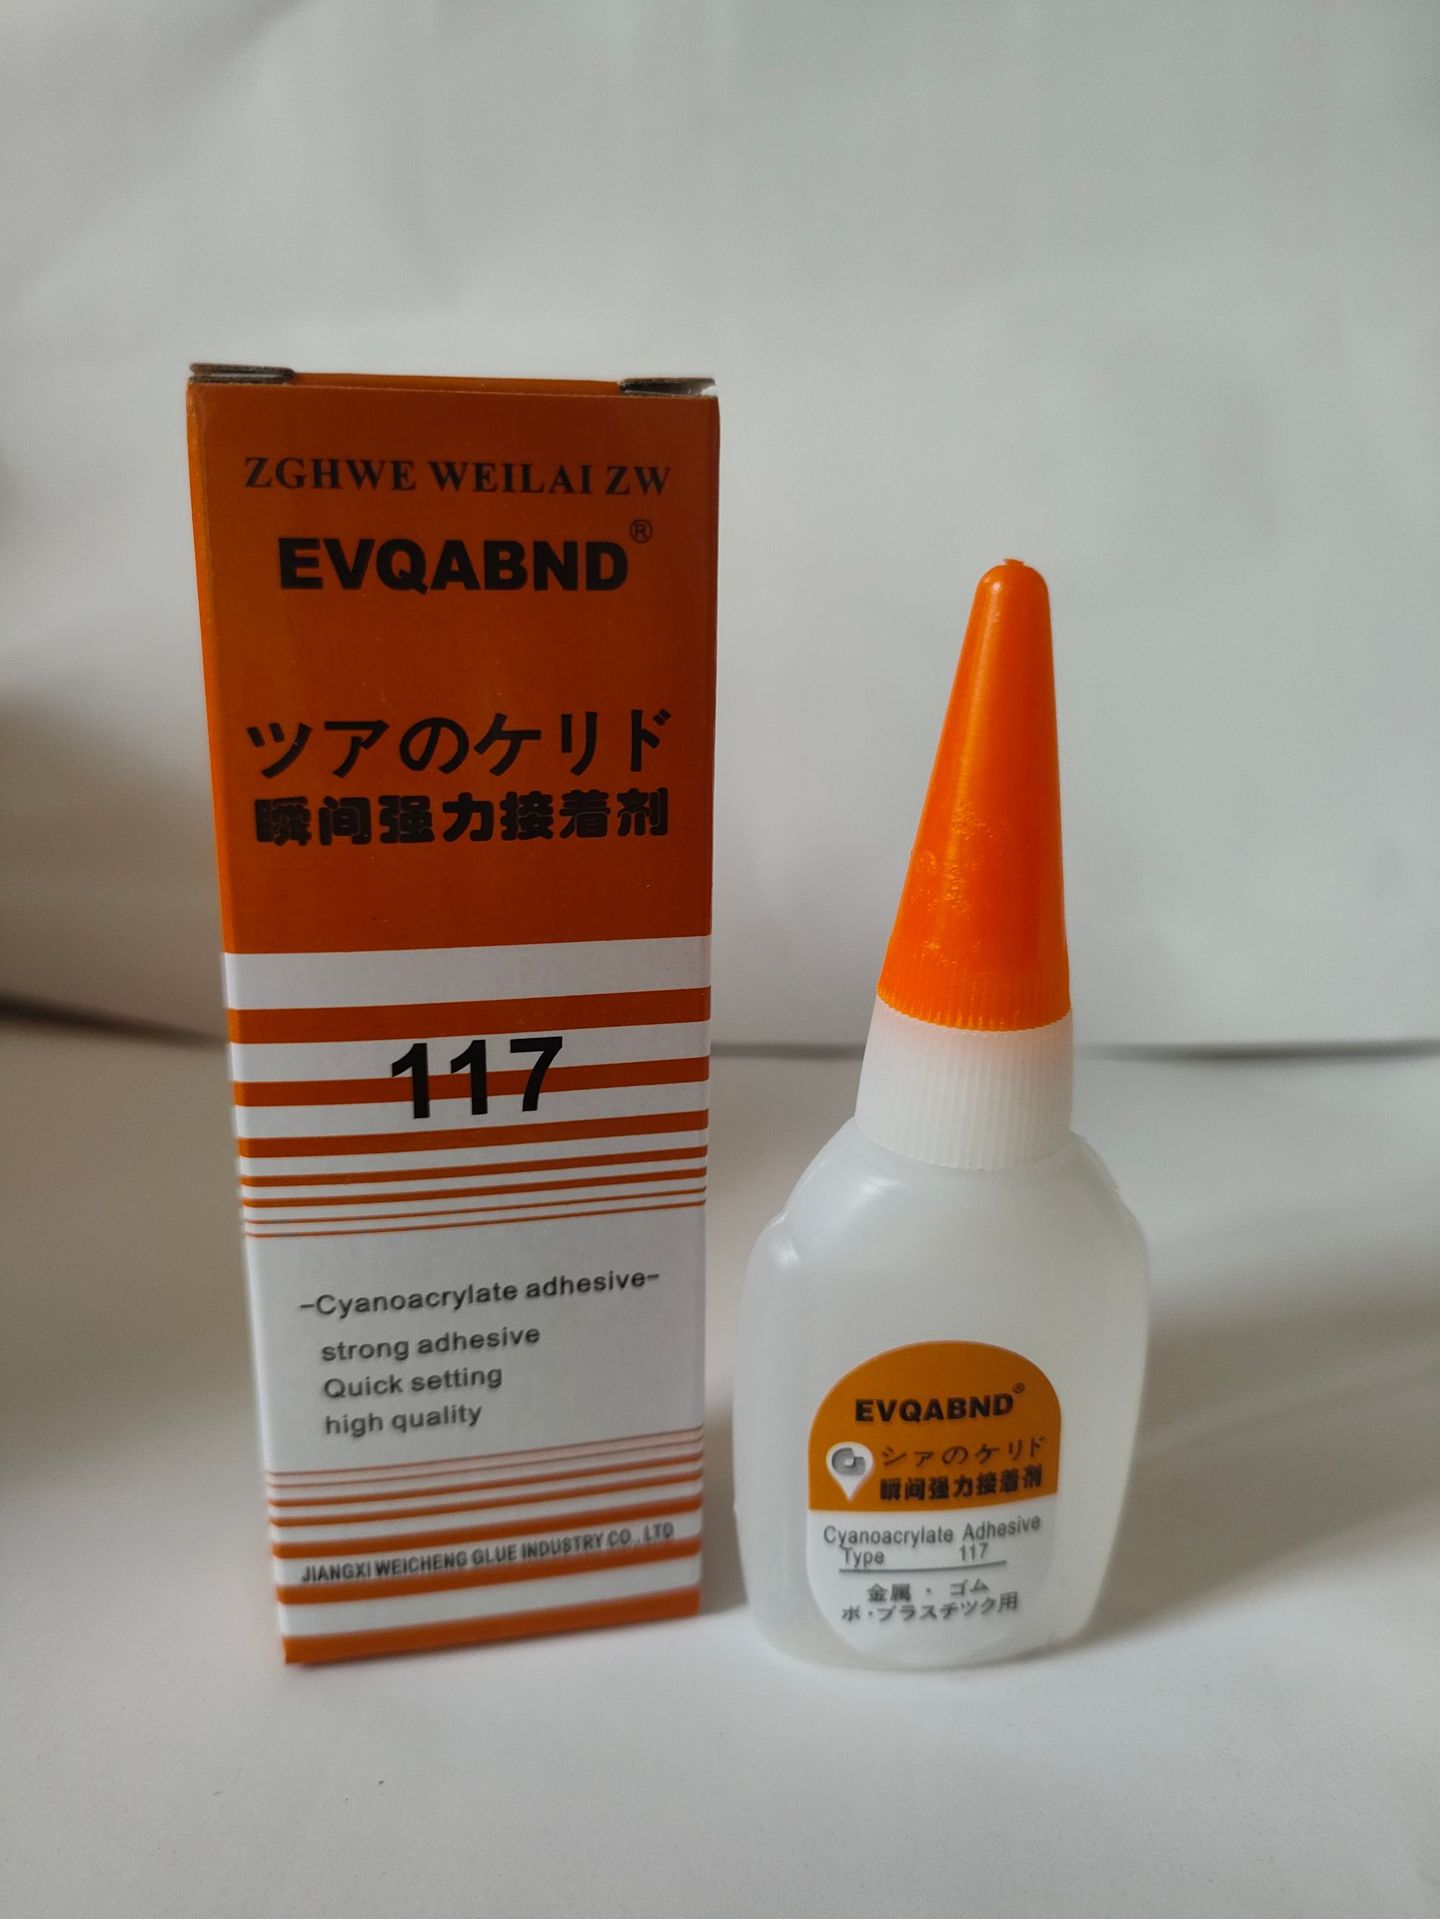 ZGHWE WEILAI ZW
EVQABND®
ツアのケリド
瞬间强力接着剂
117
-Cyanoacrylate adhesive-
strong adhesive
Quick setting
high quality
JIANGXI WEICHENG GLUE INDUSTRY CO., LTD
EVQABND®
シアのケリド
瞬间强力接着剂
Cyanoacrylate Adhesive
Type 117
金属・ゴム
ボ・プラスチツク用